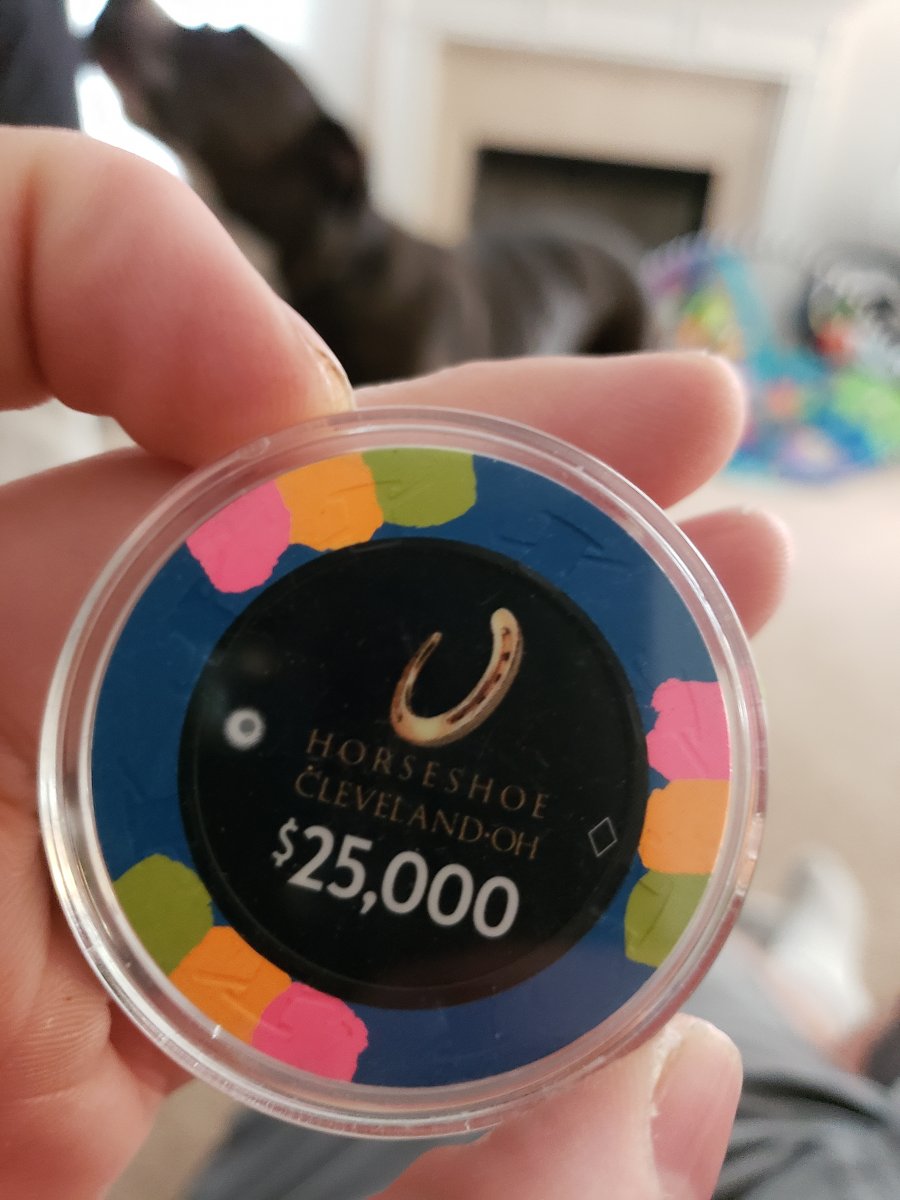 HORSESHOE
CLEVELAND·OH
$25,000